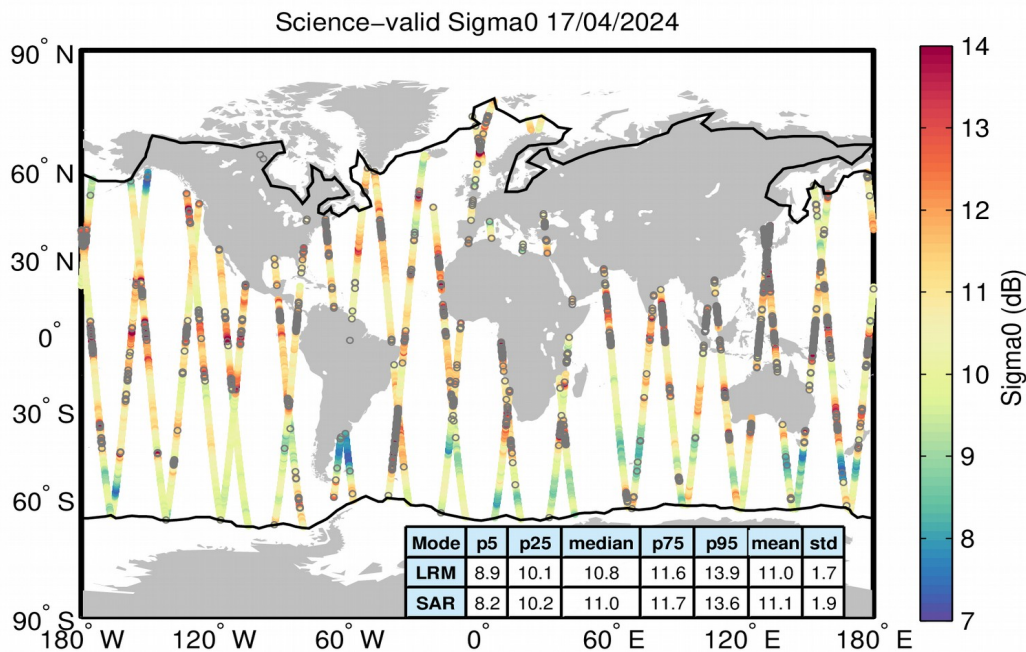 Science−valid Sigma0 17/04/2024
90° N
60° N
30° N
0°
30° S
60° S
90° S
180° W
120° W
60° W
0°
60° E
120° E
180° E
Mode p5 p25 median p75 p95 mean std
LRM 8.9 10.1 10.8 11.6 13.9 11.0 1.7
SAR 8.2 10.2 11.0 11.7 13.6 11.1 1.9
14
13
12
11
10
9
8
7
Sigma0 (dB)